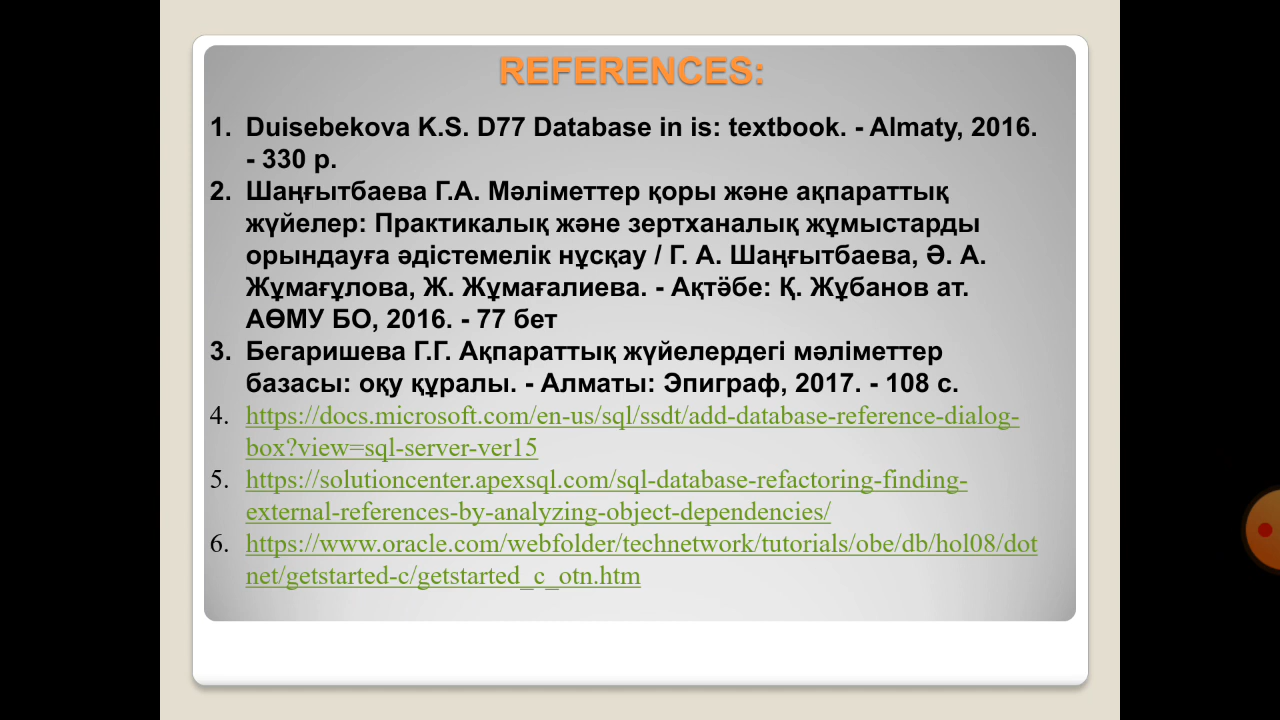 REFERENCES:
1. Duisebekova K.S. D77 Database in is: textbook. - Almaty, 2016.
- 330 p.
2. Шаңғытбаева Г.А. Мәліметтер қоры және ақпараттық
жүйелер: Практикалық және зертханалық жұмыстарды
орындауға әдістемелік нұсқау / Г. А. Шаңғытбаева, Ә. А.
Жұмағұлова, Ж. Жұмағалиева. - Ақтӛбе: Қ. Жұбанов ат.
АӨМУ БО, 2016. - 77 бет
3. Бегаришева Г.Г. Ақпараттық жүйелердегі мәліметтер
базасы: оқу құралы. - Алматы: Эпиграф, 2017. - 108 с.
4. https://docs.microsoft.com/en-us/sql/ssdt/add-database-reference-dialog-
box?view=sql-server-ver15
5. https://solutioncenter.apexsql.com/sql-database-refactoring-finding-
external-references-by-analyzing-object-dependencies/
6. https://www.oracle.com/webfolder/technetwork/tutorials/obe/db/hol08/dot
net/getstarted-c/getstarted_c_otn.htm